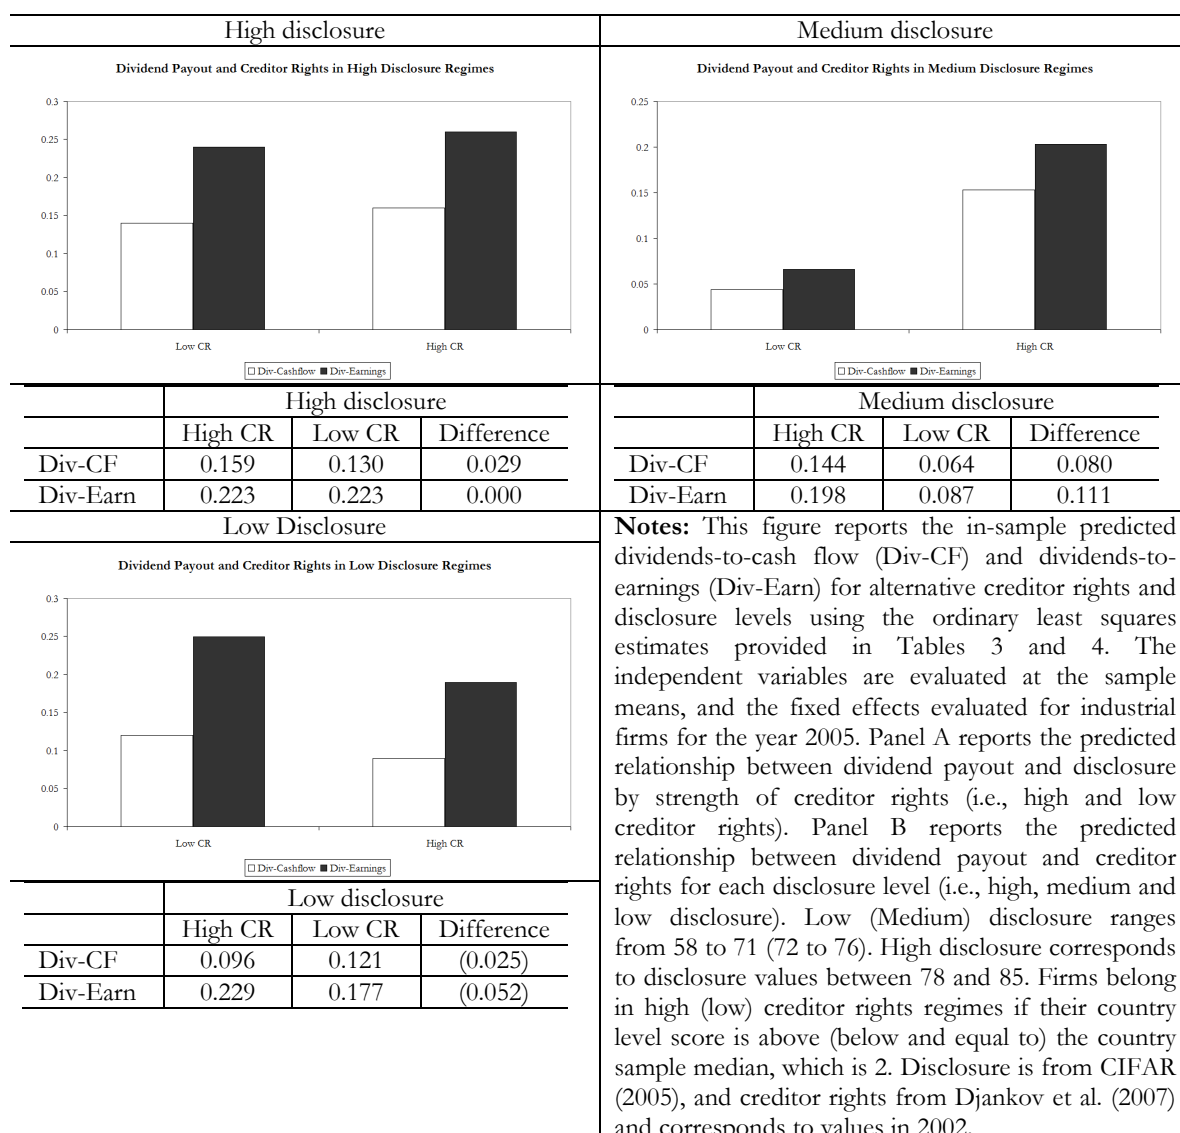 High disclosure
Dividend Payout and Creditor Rights in High Disclosure Regimes
0.3
0.25
0.2
0.15
0.1
0.05
0
Low CR High CR
Div-Cashflow Div-Earnings
High disclosure
High CR Low CR Difference
Div-CF 0.159 0.130 0.029
Div-Earn 0.223 0.223 0.000
Medium disclosure
Dividend Payout and Creditor Rights in Medium Disclosure Regimes
0.25
0.2
0.15
0.1
0.05
0
Low CR High CR
Div-Cashflow Div-Earnings
Medium disclosure
High CR Low CR Difference
Div-CF 0.144 0.064 0.080
Div-Earn 0.198 0.087 0.111
Low Disclosure
Dividend Payout and Creditor Rights in Low Disclosure Regimes
0.3
0.25
0.2
0.15
0.1
0.05
0
Low CR High CR
Div-Cashflow Div-Earnings
Low disclosure
High CR Low CR Difference
Div-CF 0.096 0.121 (0.025)
Div-Earn 0.229 0.177 (0.052)
Notes: This figure reports the in-sample predicted
dividends-to-cash flow (Div-CF) and dividends-to-
earnings (Div-Earn) for alternative creditor rights and
disclosure levels using the ordinary least squares
estimates provided in Tables 3 and 4. The
independent variables are evaluated at the sample
means, and the fixed effects evaluated for industrial
firms for the year 2005. Panel A reports the predicted
relationship between dividend payout and disclosure
by strength of creditor rights (i.e., high and low
creditor rights). Panel B reports the predicted
relationship between dividend payout and creditor
rights for each disclosure level (i.e., high, medium and
low disclosure). Low (Medium) disclosure ranges
from 58 to 71 (72 to 76). High disclosure corresponds
to disclosure values between 78 and 85. Firms belong
in high (low) creditor rights regimes if their country
level score is above (below and equal to) the country
sample median, which is 2. Disclosure is from CIFAR
(2005), and creditor rights from Djankov et al. (2007)
and corresponds to values in 2002.